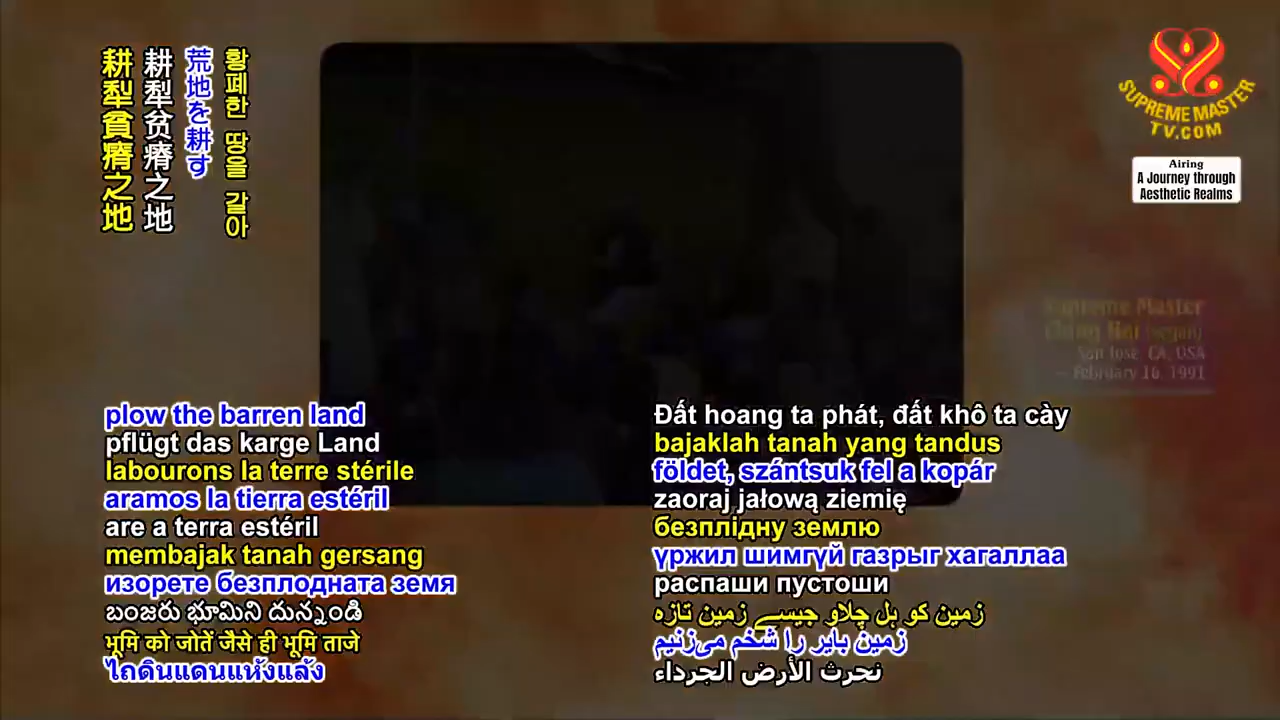 耕犁貧瘠之地
耕犁贫瘠之地
荒地を耕す
황폐한 땅을 갈아
SUPREME MASTER
TV.COM
Airing
A Journey through
Aesthetic Realms
Supreme Master
Ching Hai (vegan)
San Jose, CA, USA
February 16, 1991
plow the barren land
pflügt das karge Land
labourons la terre stérile
aramos la tierra estéril
are a terra estéril
membajak tanah gersang
изорете безплодната земя
బంజరు భూమిని దున్నండి
भूमि को जोतें जैसे ही भूमि ताजे
ไถดินแดนแห้งแล้ง
Đất hoang ta phát, đất khô ta cày
bajaklah tanah yang tandus
földet, szántsuk fel a kopár
zaoraj jałową ziemię
безплідну землю
үржил шимгүй газрыг хагаллаа
распаши пустоши
زمین کو ہل چلاو جیسے زمین تازه
زمین بایر را شخم می‌زنیم
نحرث الأرض الجرداء